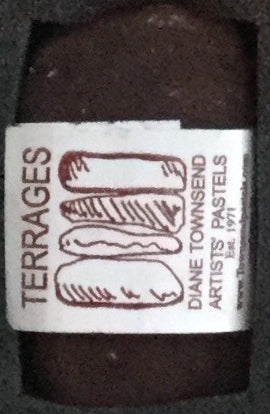 TERRAGES
DIANE TOWNSEND
ARTISTS' PASTELS
Est. 1971